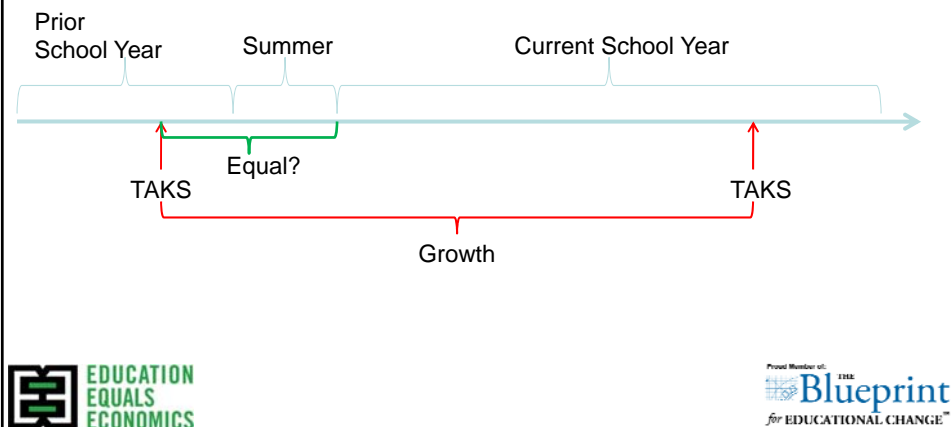 Prior
School Year
Summer
Current School Year
Equal?
TAKS
TAKS
Growth
EDUCATION
EQUALS
ECONOMICS
Proud Member of:
THE
Blueprint
for EDUCATIONAL CHANGE™